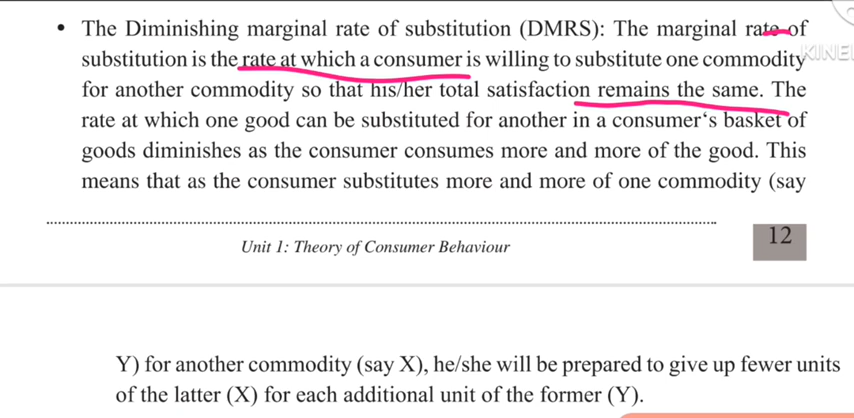 • The Diminishing marginal rate of substitution (DMRS): The marginal rate of
substitution is the rate at which a consumer is willing to substitute one commodity
KINE
for another commodity so that his/her total satisfaction remains the same. The
rate at which one good can be substituted for another in a consumer‘s basket of
goods diminishes as the consumer consumes more and more of the good. This
means that as the consumer substitutes more and more of one commodity (say
Unit 1: Theory of Consumer Behaviour
12
Y) for another commodity (say X), he/she will be prepared to give up fewer units
of the latter (X) for each additional unit of the former (Y).